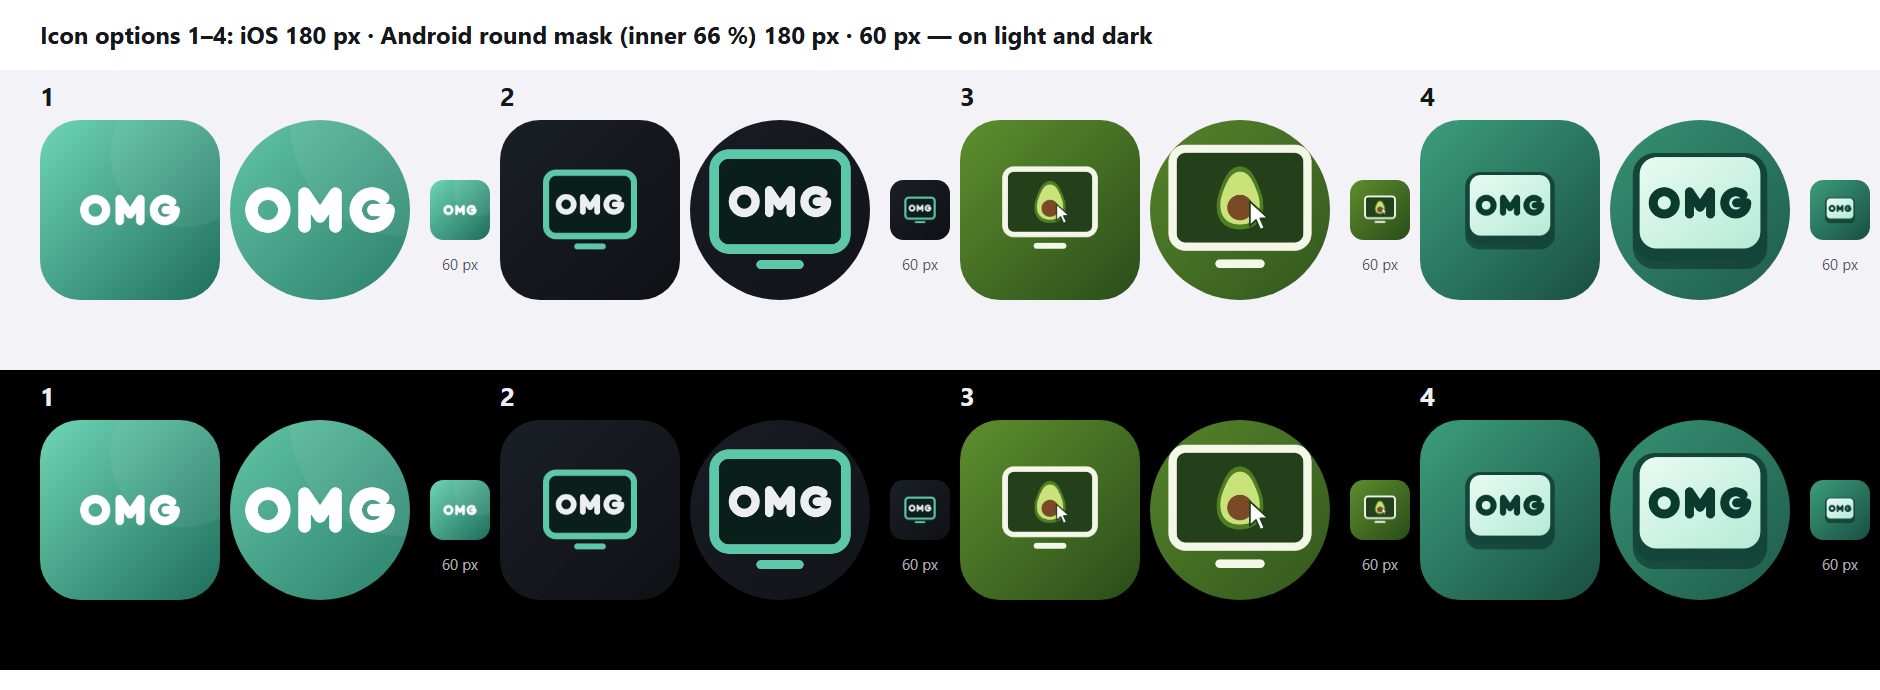 Icon options 1–4: iOS 180 px · Android round mask (inner 66 %) 180 px · 60 px — on light and dark
1 2 3 4
OMG OMG OMG OMG OMG OMG OMG OMG OMG
60 px 60 px 60 px 60 px
1 2 3 4
OMG OMG OMG OMG OMG OMG OMG OMG OMG
60 px 60 px 60 px 60 px